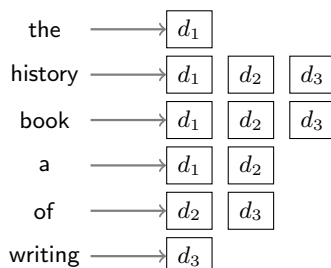 the d₁
history d₁ d₂ d₃
book d₁ d₂ d₃
a d₁ d₂
of d₂ d₃
writing d₃